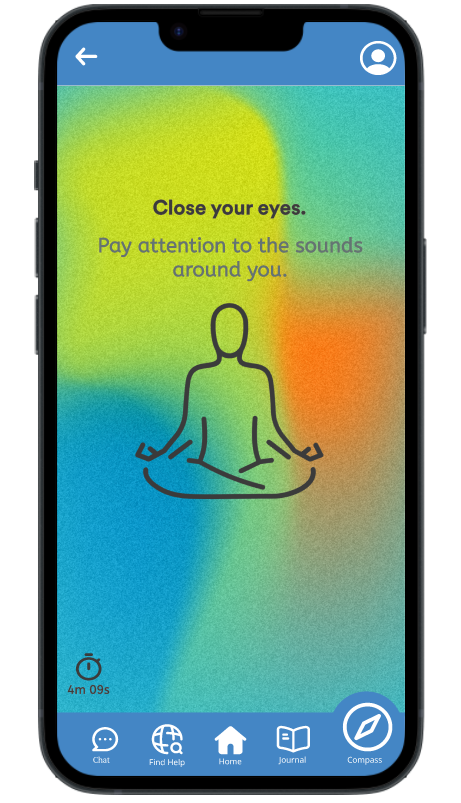 Close your eyes.
Pay attention to the sounds
around you.
4m 09s
Chat
Find Help
Home
Journal
Compass